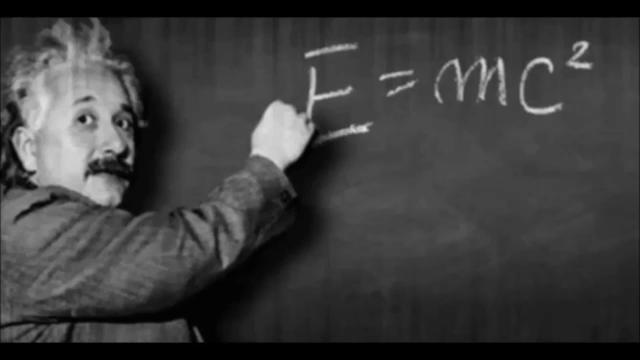 E = mc²